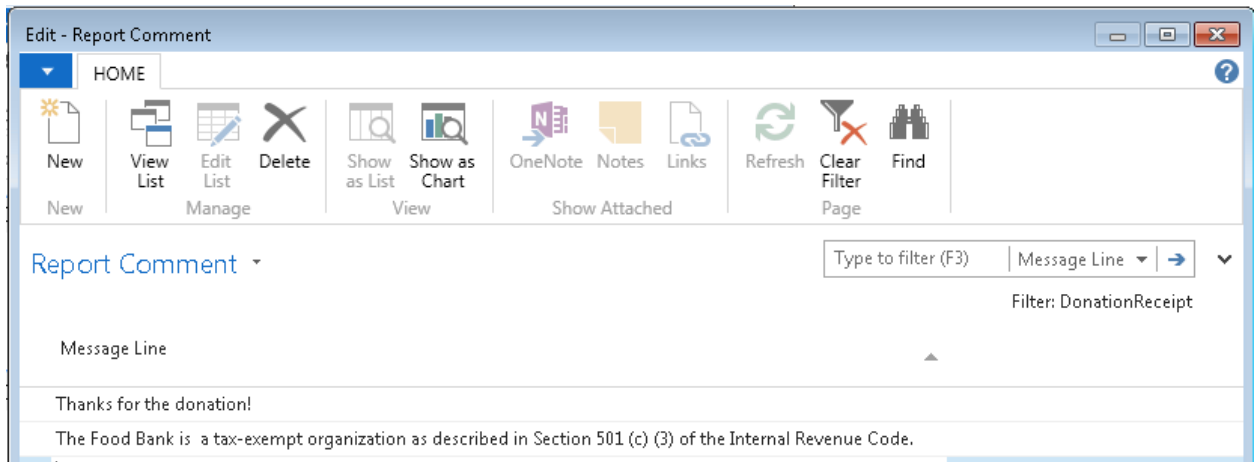 Edit - Report Comment
HOME
New
View List
Edit List
Delete
Show as List
Show as Chart
OneNote
Notes
Links
Refresh
Clear Filter
Find
New
Manage
View
Show Attached
Page
Report Comment
Type to filter (F3)
Message Line
Filter: DonationReceipt
Message Line
Thanks for the donation!
The Food Bank is  a tax-exempt organization as described in Section 501 (c) (3) of the Internal Revenue Code.